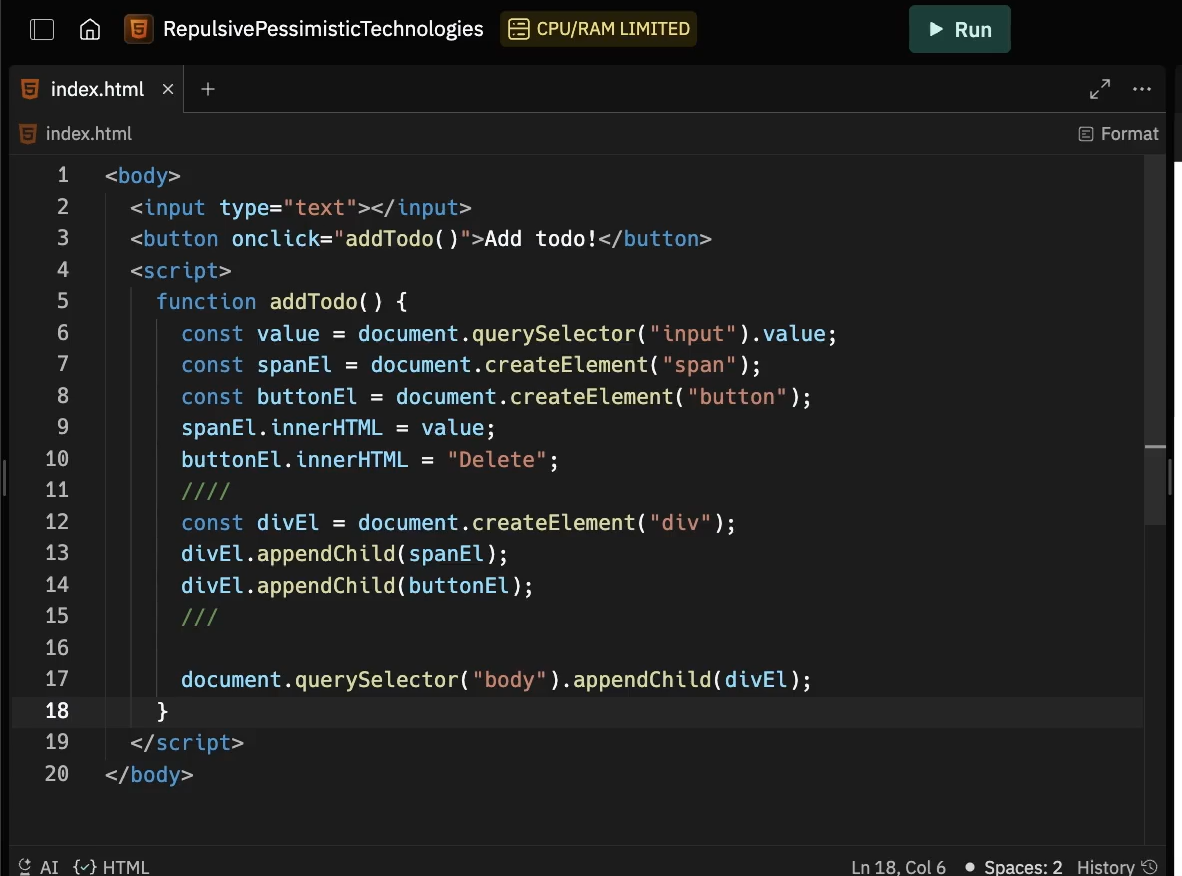 RepulsivePessimisticTechnologies CPU/RAM LIMITED Run
index.html × +
index.html Format
1 <body>
2   <input type="text"></input>
3   <button onclick="addTodo()">Add todo!</button>
4   <script>
5     function addTodo() {
6       const value = document.querySelector("input").value;
7       const spanEl = document.createElement("span");
8       const buttonEl = document.createElement("button");
9       spanEl.innerHTML = value;
10       buttonEl.innerHTML = "Delete";
11       ////
12       const divEl = document.createElement("div");
13       divEl.appendChild(spanEl);
14       divEl.appendChild(buttonEl);
15       ///
16
17       document.querySelector("body").appendChild(divEl);
18     }
19   </script>
20 </body>
AI {✓} HTML Ln 18, Col 6 ● Spaces: 2 History